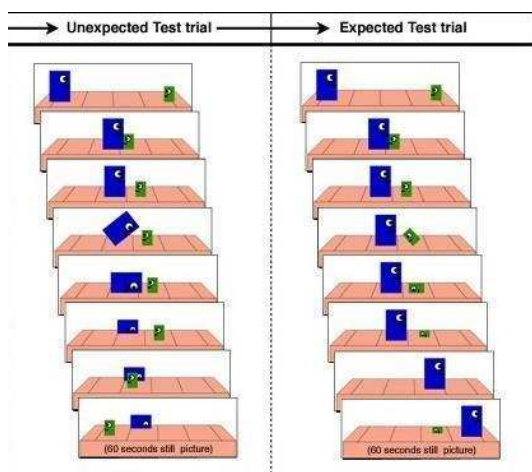 Unexpected Test trial
Expected Test trial
(60 seconds still picture)
(60 seconds still picture)